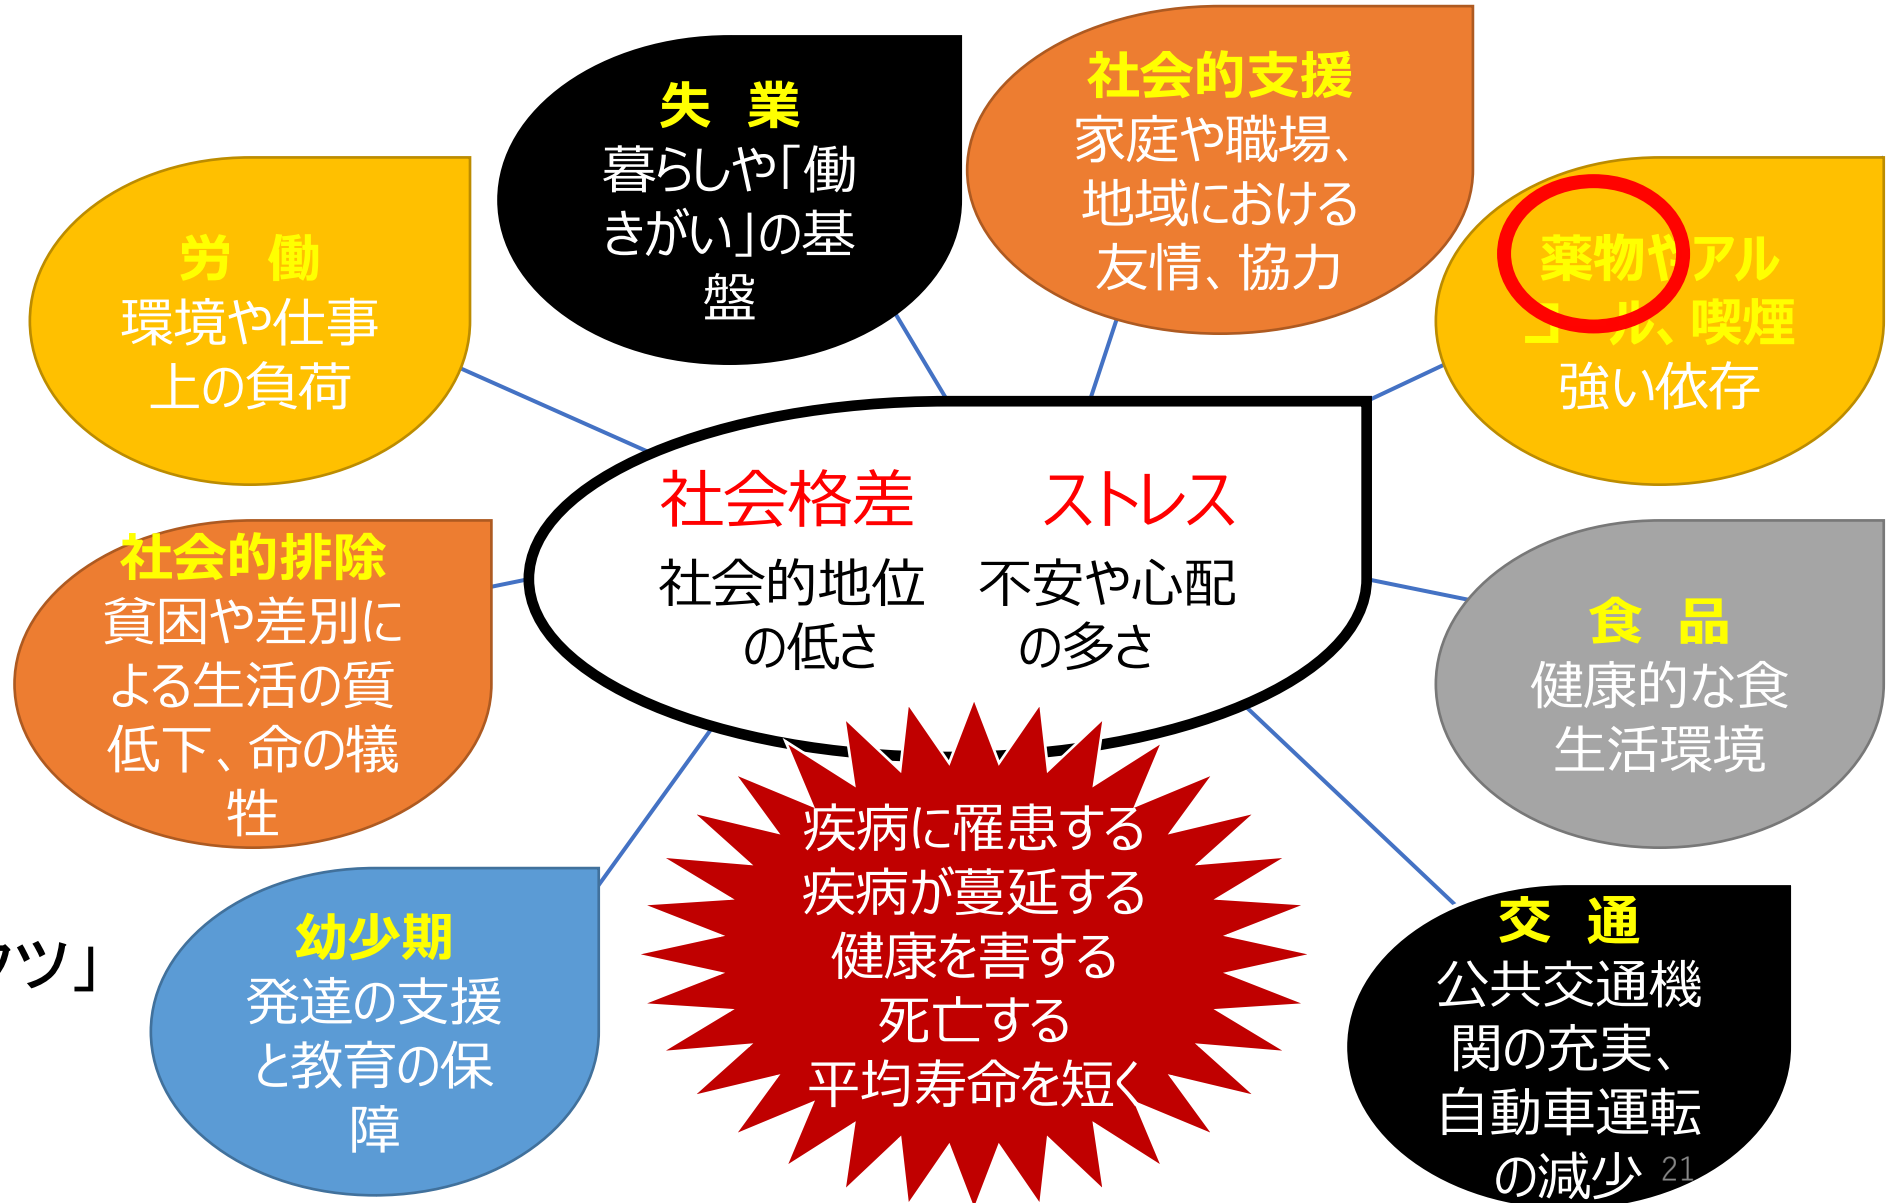 失　業
暮らしや「働
きがい」の基
盤
社会的支援
家庭や職場、
地域における
友情、協力
労　働
環境や仕事
上の負荷
薬物やアル
コール、喫煙
強い依存
社会格差　　ストレス
社会的地位　不安や心配
の低さ　　の多さ
社会的排除
貧困や差別に
よる生活の質
低下、命の犠
牲
食　品
健康的な食
生活環境
幼少期
発達の支援
と教育の保
障
疾病に罹患する
疾病が蔓延する
健康を害する
死亡する
平均寿命を短く
交　通
公共交通機
関の充実、
自動車運転
の減少
ツ」
21